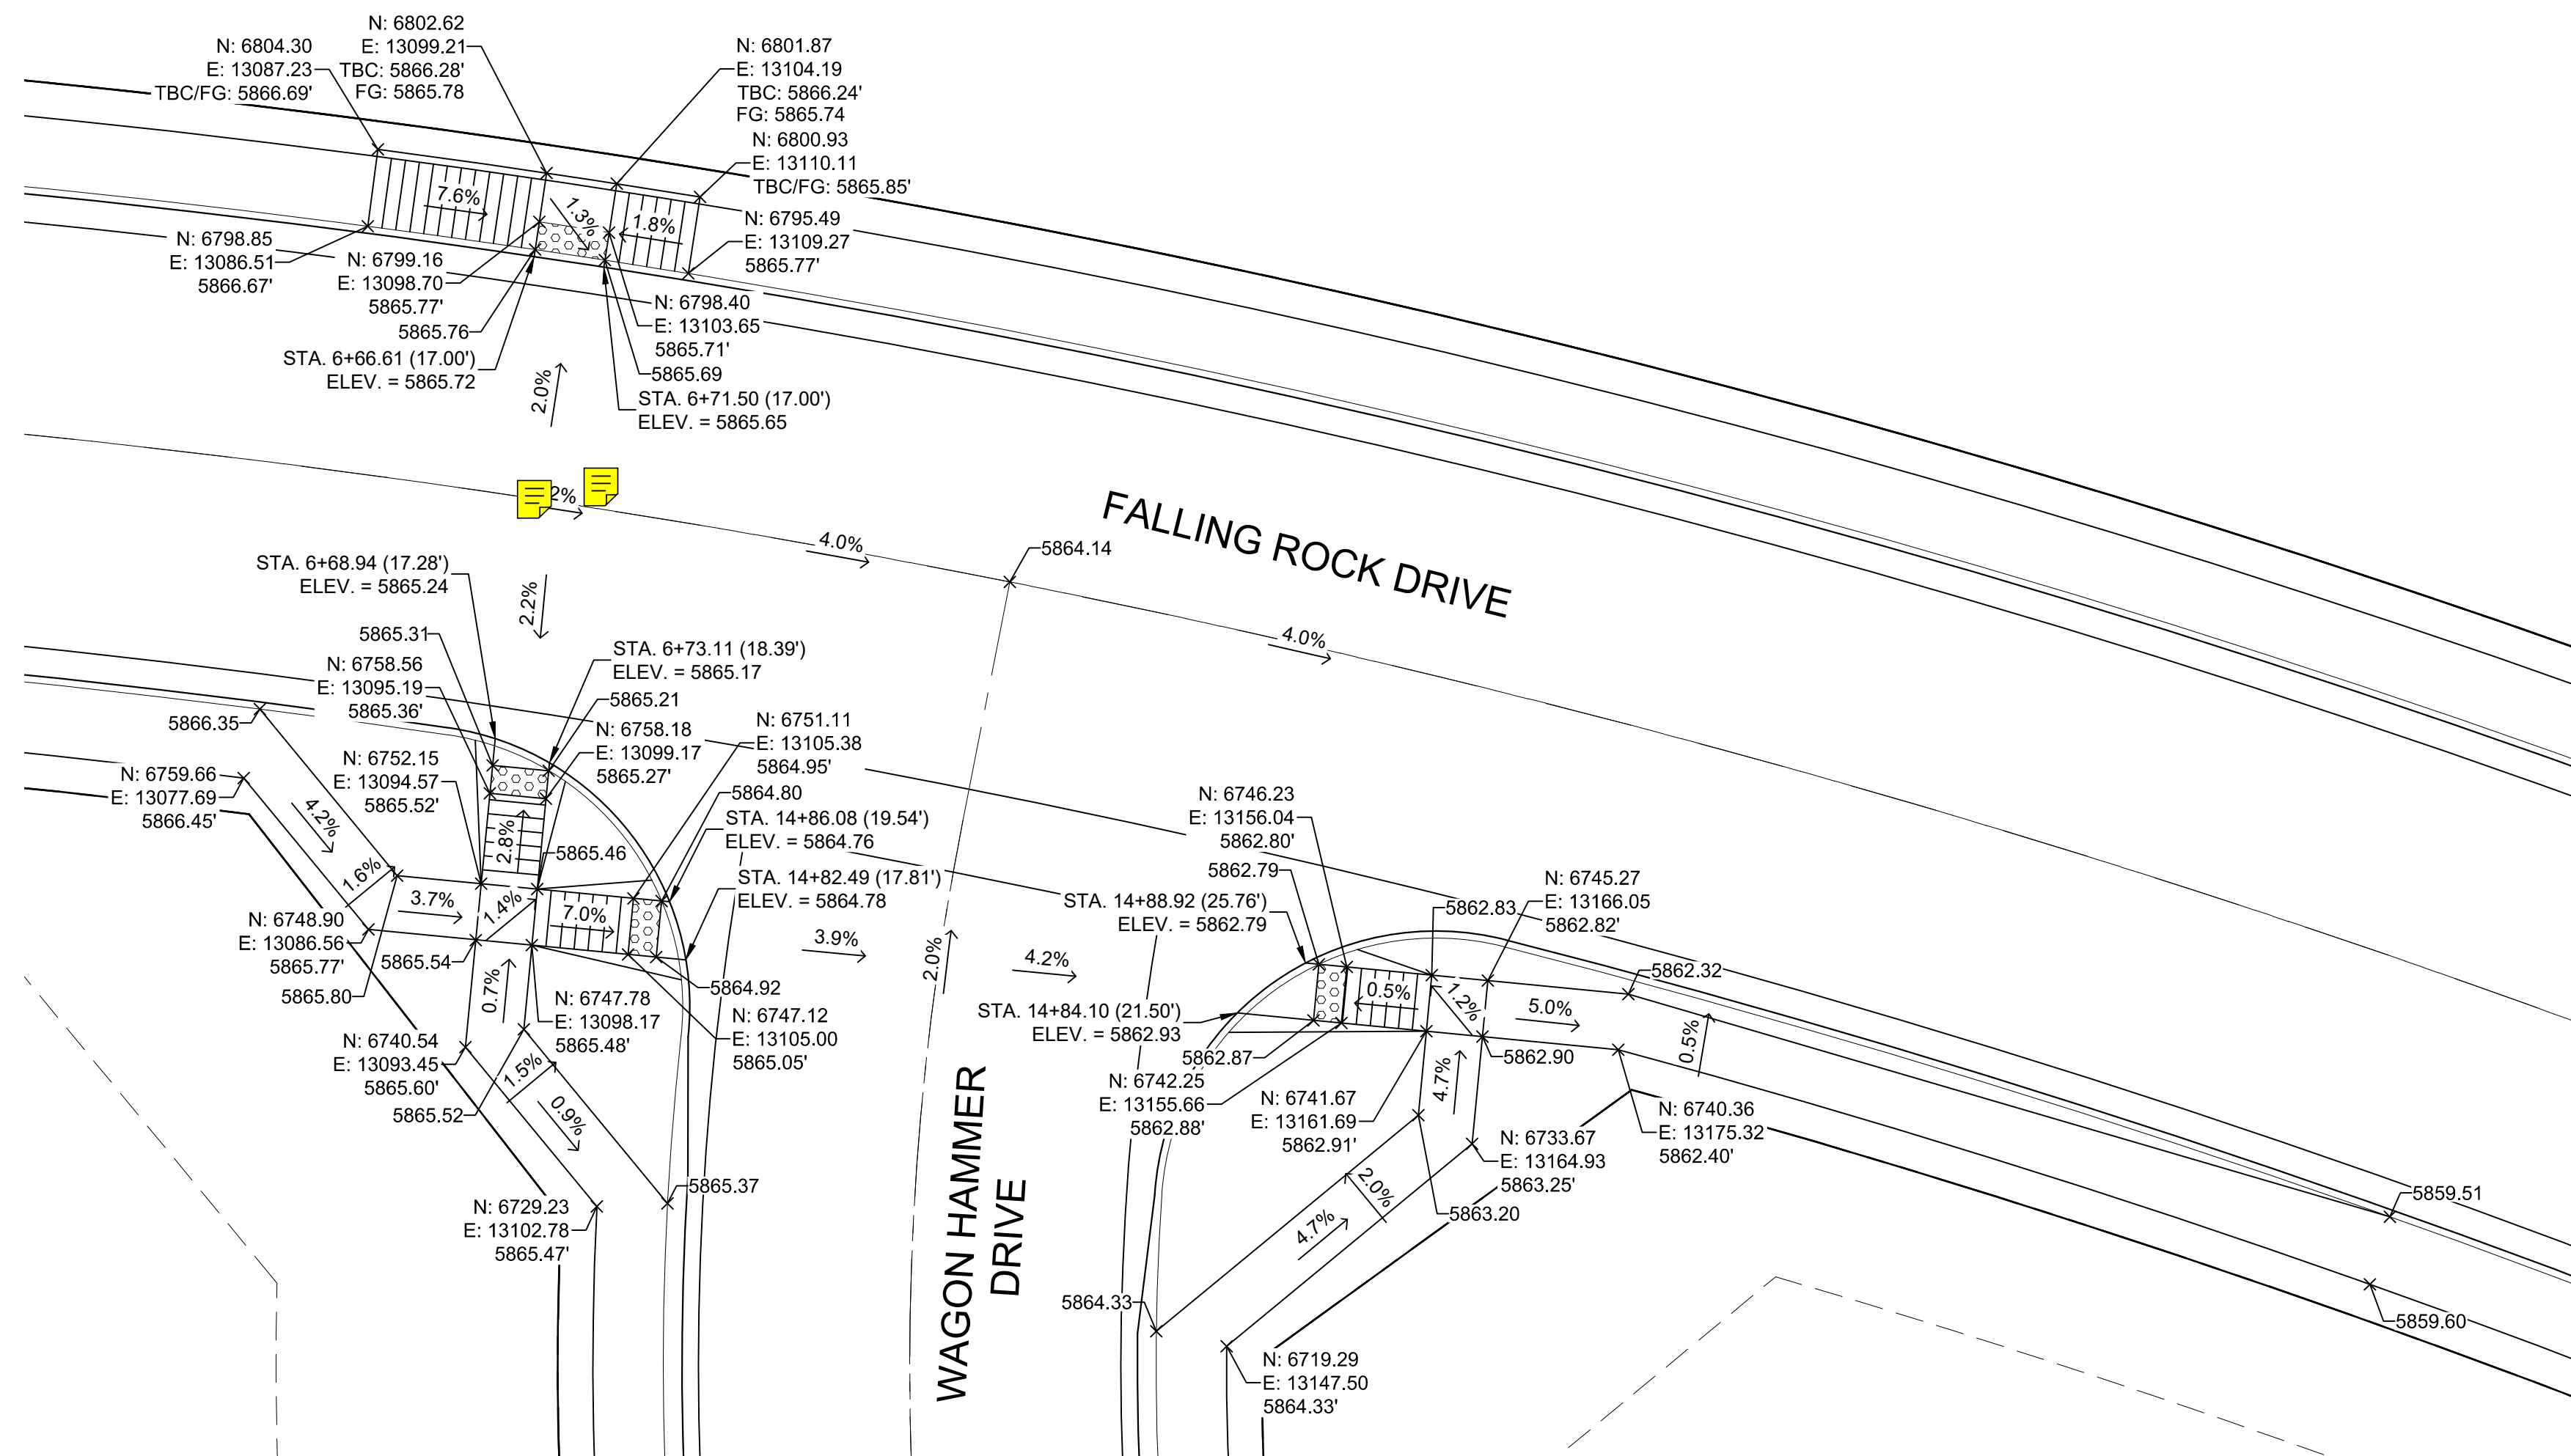 N: 6804.30
E: 13087.23
TBC/FG: 5866.69'
N: 6802.62
E: 13099.21
TBC: 5866.28'
FG: 5865.78
N: 6801.87
E: 13104.19
TBC: 5866.24'
FG: 5865.74
N: 6800.93
E: 13110.11
TBC/FG: 5865.85'
7.6%
1.3%
1.8%
N: 6795.49
E: 13109.27
5865.77'
N: 6798.85
E: 13086.51
5866.67'
N: 6799.16
E: 13098.70
5865.77'
5865.76
STA. 6+66.61 (17.00')
ELEV. = 5865.72
N: 6798.40
E: 13103.65
5865.71'
5865.69
STA. 6+71.50 (17.00')
ELEV. = 5865.65
2.0%
2%
4.0%
5864.14
FALLING ROCK DRIVE
4.0%
STA. 6+68.94 (17.28')
ELEV. = 5865.24
2.2%
5865.31
N: 6758.56
E: 13095.19
5865.36'
STA. 6+73.11 (18.39')
ELEV. = 5865.17
5865.21
N: 6758.18
E: 13099.17
5865.27'
5866.35
N: 6752.15
E: 13094.57
5865.52'
N: 6751.11
E: 13105.38
5864.95'
5864.80
STA. 14+86.08 (19.54')
ELEV. = 5864.76
N: 6759.66
E: 13077.69
5866.45'
4.2%
2.8%
5865.46
1.6%
3.7%
1.4%
7.0%
STA. 14+82.49 (17.81')
ELEV. = 5864.78
N: 6748.90
E: 13086.56
5865.77'
5865.80
5865.54
0.7%
N: 6747.78
E: 13098.17
5865.48'
5864.92
N: 6747.12
E: 13105.00
5865.05'
N: 6740.54
E: 13093.45
5865.60'
5865.52
1.5%
0.9%
5865.37
N: 6729.23
E: 13102.78
5865.47'
3.9%
2.0%
4.2%
WAGON HAMMER
DRIVE
N: 6746.23
E: 13156.04
5862.80'
5862.79
STA. 14+88.92 (25.76')
ELEV. = 5862.79
5862.83
N: 6745.27
E: 13166.05
5862.82'
5862.32
STA. 14+84.10 (21.50')
ELEV. = 5862.93
0.5%
1.2%
5.0%
0.5%
5862.87
5862.90
N: 6742.25
E: 13155.66
5862.88'
N: 6741.67
E: 13161.69
5862.91'
4.7%
N: 6740.36
E: 13175.32
5862.40'
N: 6733.67
E: 13164.93
5863.25'
2.0%
5863.20
4.7%
5864.33
N: 6719.29
E: 13147.50
5864.33'
5859.51
5859.60